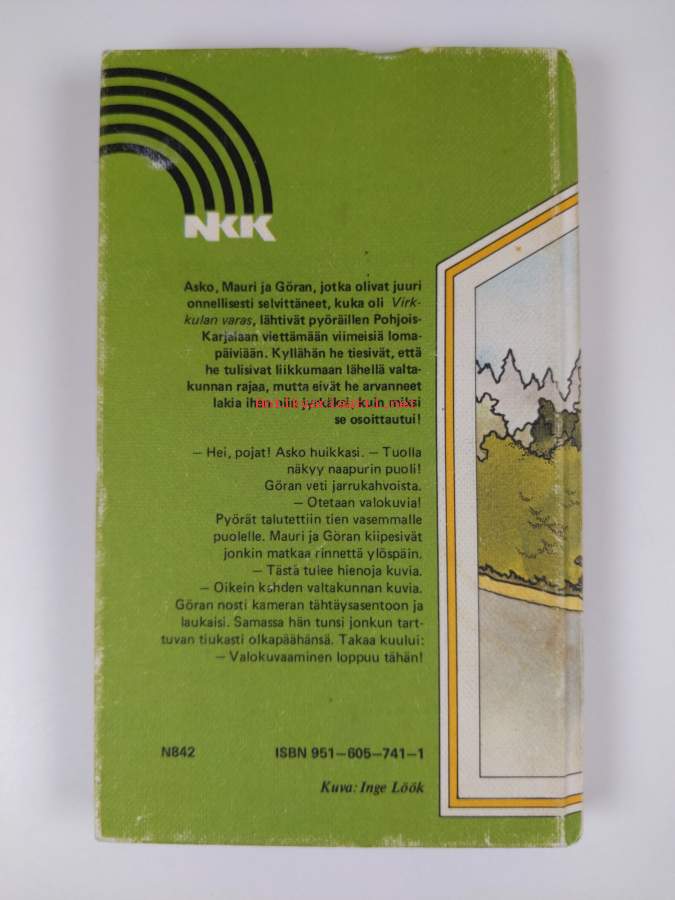 NKK
Asko, Mauri ja Göran, jotka olivat juuri
onnellisesti selvittäneet, kuka oli Virk-
kulan varas, lähtivät pyöräillen Pohjois-
Karjalaan viettämään viimeisiä loma-
päiviään. Kyllähän he tiesivät, että
he tulisivat liikkumaan lähellä valta-
kunnan rajaa, mutta eivät he arvanneet
lakia niin kuin miksi
se osoittautui!
— Hei, pojat! Asko huikkasi. — Tuolla
näkyy naapurin puoli!
Göran veti jarrukahvoista.
— Otetaan valokuvia!
Pyörät talutettiin tien vasemmalle
puolelle. Mauri ja Göran kiipesivät
jonkin matkaa rinnettä ylöspäin.
— Tästä tulee hienoja kuvia.
— Oikein kahden valtakunnan kuvia.
Göran nosti kameran tähtäysasentoon ja
laukaisi. Samassa hän tunsi jonkun tart-
tuvan tiukasti olkapäähänsä. Takaa kuului:
— Valokuvaaminen loppuu tähän!
N842 ISBN 951—605—741—1
Kuva: Inge Löök